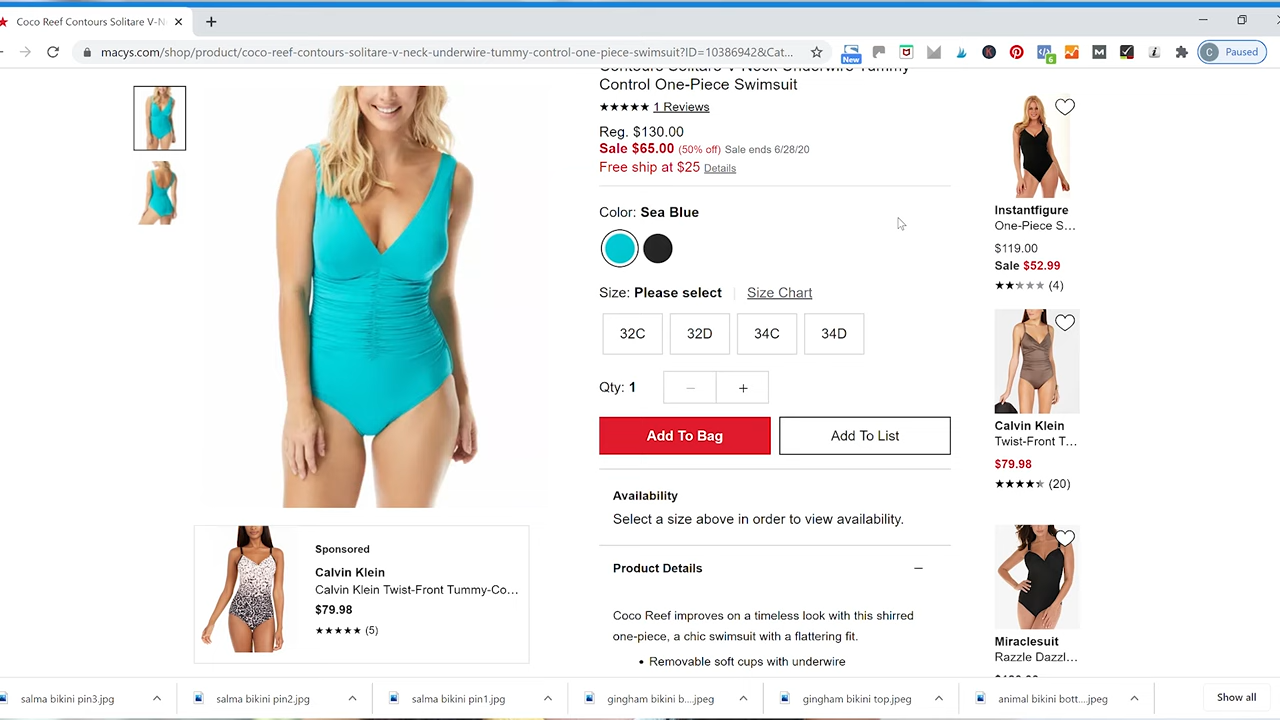 Coco Reef Contours Solitare V-N
macys.com/shop/product/coco-reef-contours-solitare-v-neck-underwire-tummy-control-one-piece-swimsuit?ID=10386942&Cat...
New
6
C Paused
Contours Solitare V-Neck Underwire Tummy
Control One-Piece Swimsuit
★★★★★ 1 Reviews
Reg. $130.00
Sale $65.00 (50% off) Sale ends 6/28/20
Free ship at $25 Details
Color: Sea Blue
Size: Please select
Size Chart
32C
32D
34C
34D
Qty: 1
−
+
Add To Bag
Add To List
Availability
Select a size above in order to view availability.
Product Details
Coco Reef improves on a timeless look with this shirred
one-piece, a chic swimsuit with a flattering fit.
• Removable soft cups with underwire
Sponsored
Calvin Klein
Calvin Klein Twist-Front Tummy-Co...
$79.98
★★★★★ (5)
Instantfigure
One-Piece S...
$119.00
Sale $52.99
(4)
Calvin Klein
Twist-Front T...
$79.98
(20)
Miraclesuit
Razzle Dazzl...
salma bikini pin3.jpg
salma bikini pin2.jpg
salma bikini pin1.jpg
gingham bikini b....jpeg
gingham bikini top.jpeg
animal bikini bott....jpeg
Show all